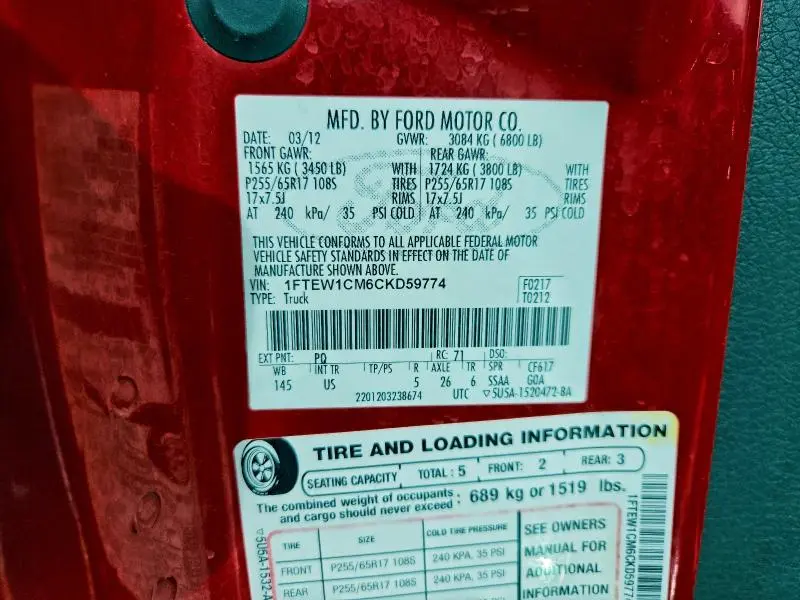 MFD. BY FORD MOTOR CO.
DATE: 03/12 GVWR: 3084 KG ( 6800 LB)
FRONT GAWR: REAR GAWR:
1565 KG ( 3450 LB) WITH 1724 KG ( 3800 LB) WITH
P255/65R17 108S TIRES P255/65R17 108S TIRES
17x7.5J RIMS 17x7.5J RIMS
AT 240 kPa/ 35 PSI COLD AT 240 kPa/ 35 PSI COLD
THIS VEHICLE CONFORMS TO ALL APPLICABLE FEDERAL MOTOR
VEHICLE SAFETY STANDARDS IN EFFECT ON THE DATE OF
MANUFACTURE SHOWN ABOVE.
VIN: 1FTEW1CM6CKD59774 F0217
TYPE: Truck T0212
EXT PNT: PQ RC: 71 DSO:
WB INT TR TP/PS R AXLE TR SPR CF617
145 US 5 26 6 SSAA GOA
2201203238674 UTC ▽5U5A-1520472-BA
TIRE AND LOADING INFORMATION
SEATING CAPACITY TOTAL : 5 FRONT: 2 REAR: 3
The combined weight of occupants : 689 kg or 1519 lbs.
and cargo should never exceed
TIRE SIZE COLD TIRE PRESSURE SEE OWNERS
FRONT P255/65R17 108S 240 KPA, 35 PSI MANUAL FOR
REAR P255/65R17 108S 240 KPA, 35 PSI ADDITIONAL
INFORMATION
▽5U5A-1532-A
1FTEW1CM6CKD5977